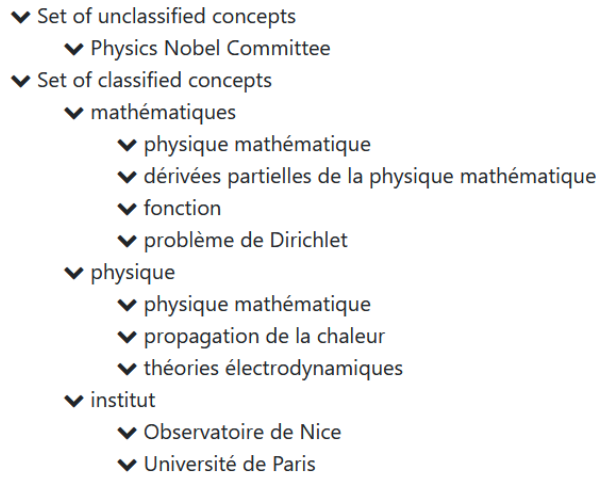 Set of unclassified concepts
Physics Nobel Committee
Set of classified concepts
mathématiques
physique mathématique
dérivées partielles de la physique mathématique
fonction
problème de Dirichlet
physique
physique mathématique
propagation de la chaleur
théories électrodynamiques
institut
Observatoire de Nice
Université de Paris